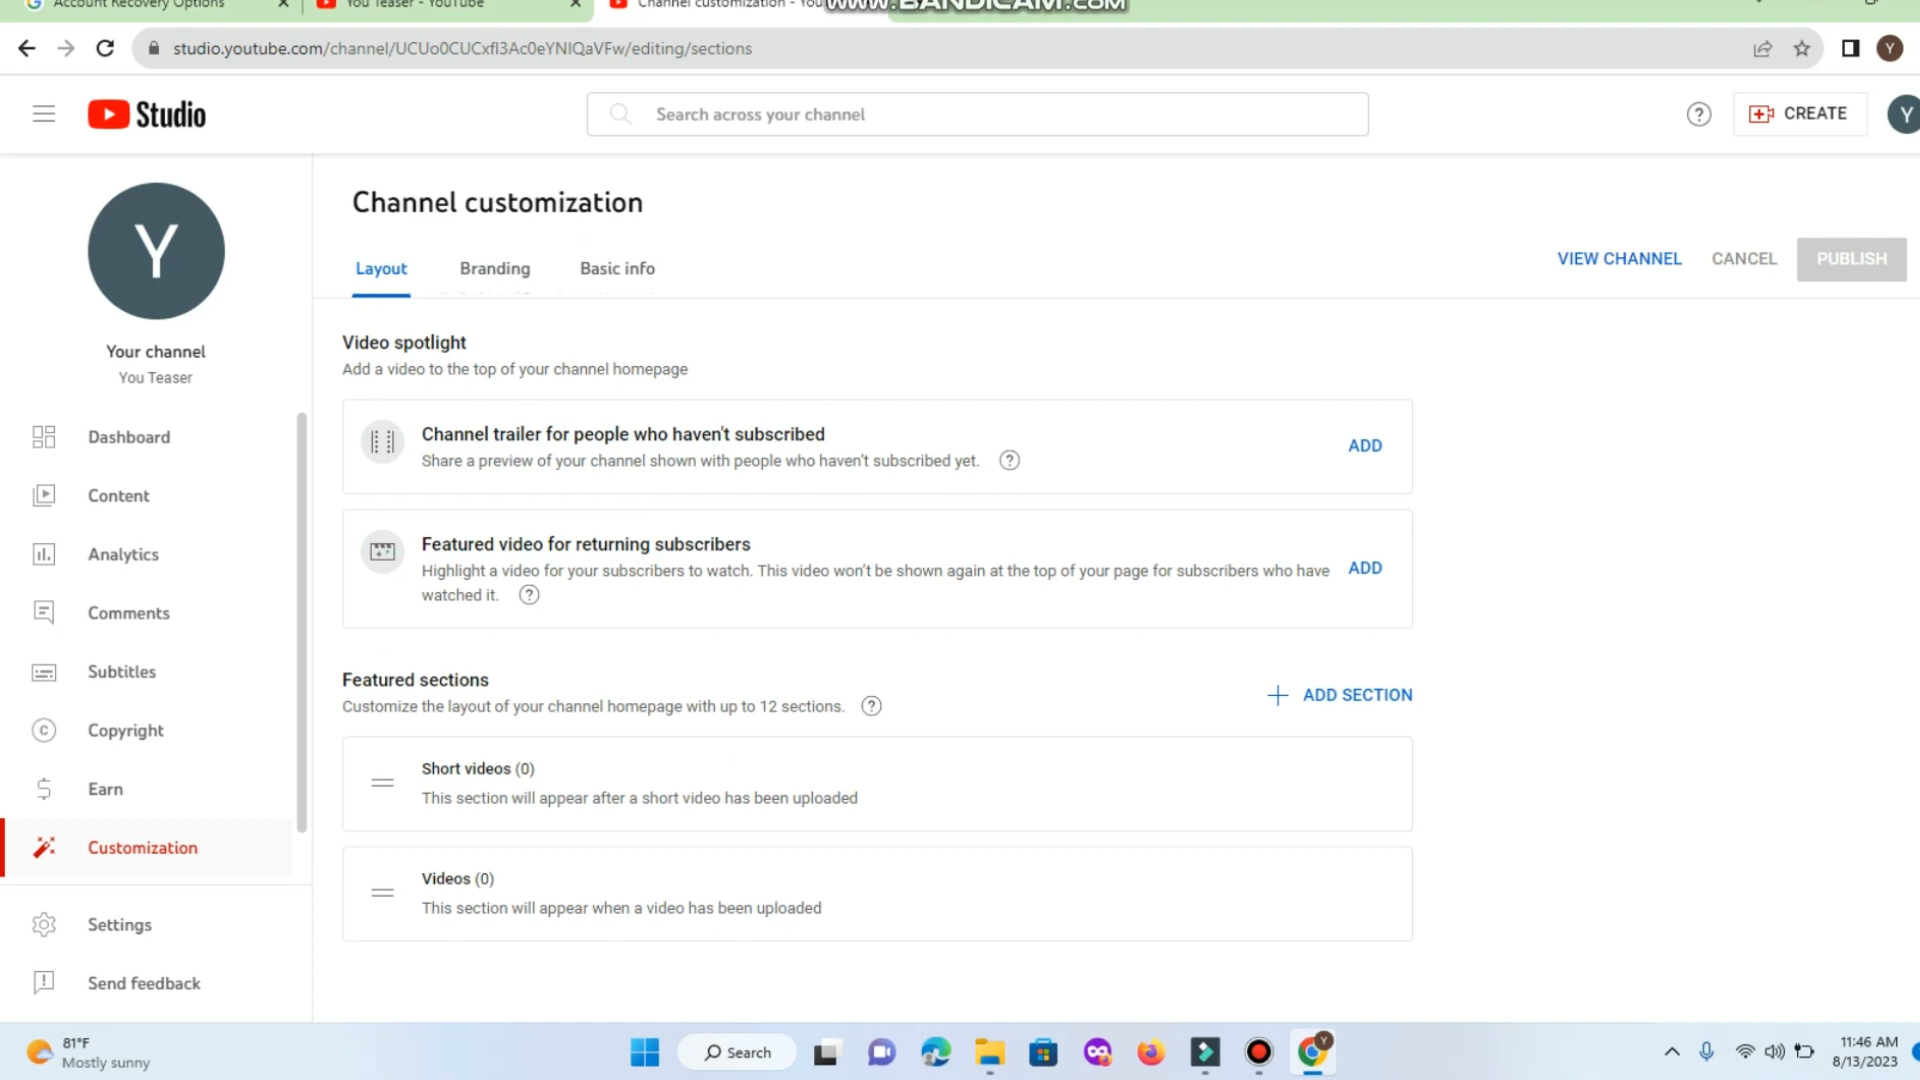 Account Recovery Options
You Teaser - YouTube
Channel customization - You
www.BANDICAM.com
studio.youtube.com/channel/UCUo0CUCxfl3Ac0eYNIQaVFw/editing/sections
Y
Studio
Search across your channel
?
CREATE
Y
Y
Your channel
You Teaser
Dashboard
Content
Analytics
Comments
Subtitles
Copyright
Earn
Customization
Settings
Send feedback
Channel customization
Layout
Branding
Basic info
VIEW CHANNEL
CANCEL
PUBLISH
Video spotlight
Add a video to the top of your channel homepage
Channel trailer for people who haven't subscribed
Share a preview of your channel shown with people who haven't subscribed yet.
ADD
Featured video for returning subscribers
Highlight a video for your subscribers to watch. This video won't be shown again at the top of your page for subscribers who have
watched it.
ADD
Featured sections
Customize the layout of your channel homepage with up to 12 sections.
ADD SECTION
Short videos (0)
This section will appear after a short video has been uploaded
Videos (0)
This section will appear when a video has been uploaded
81°F
Mostly sunny
Search
Y
11:46 AM
8/13/2023